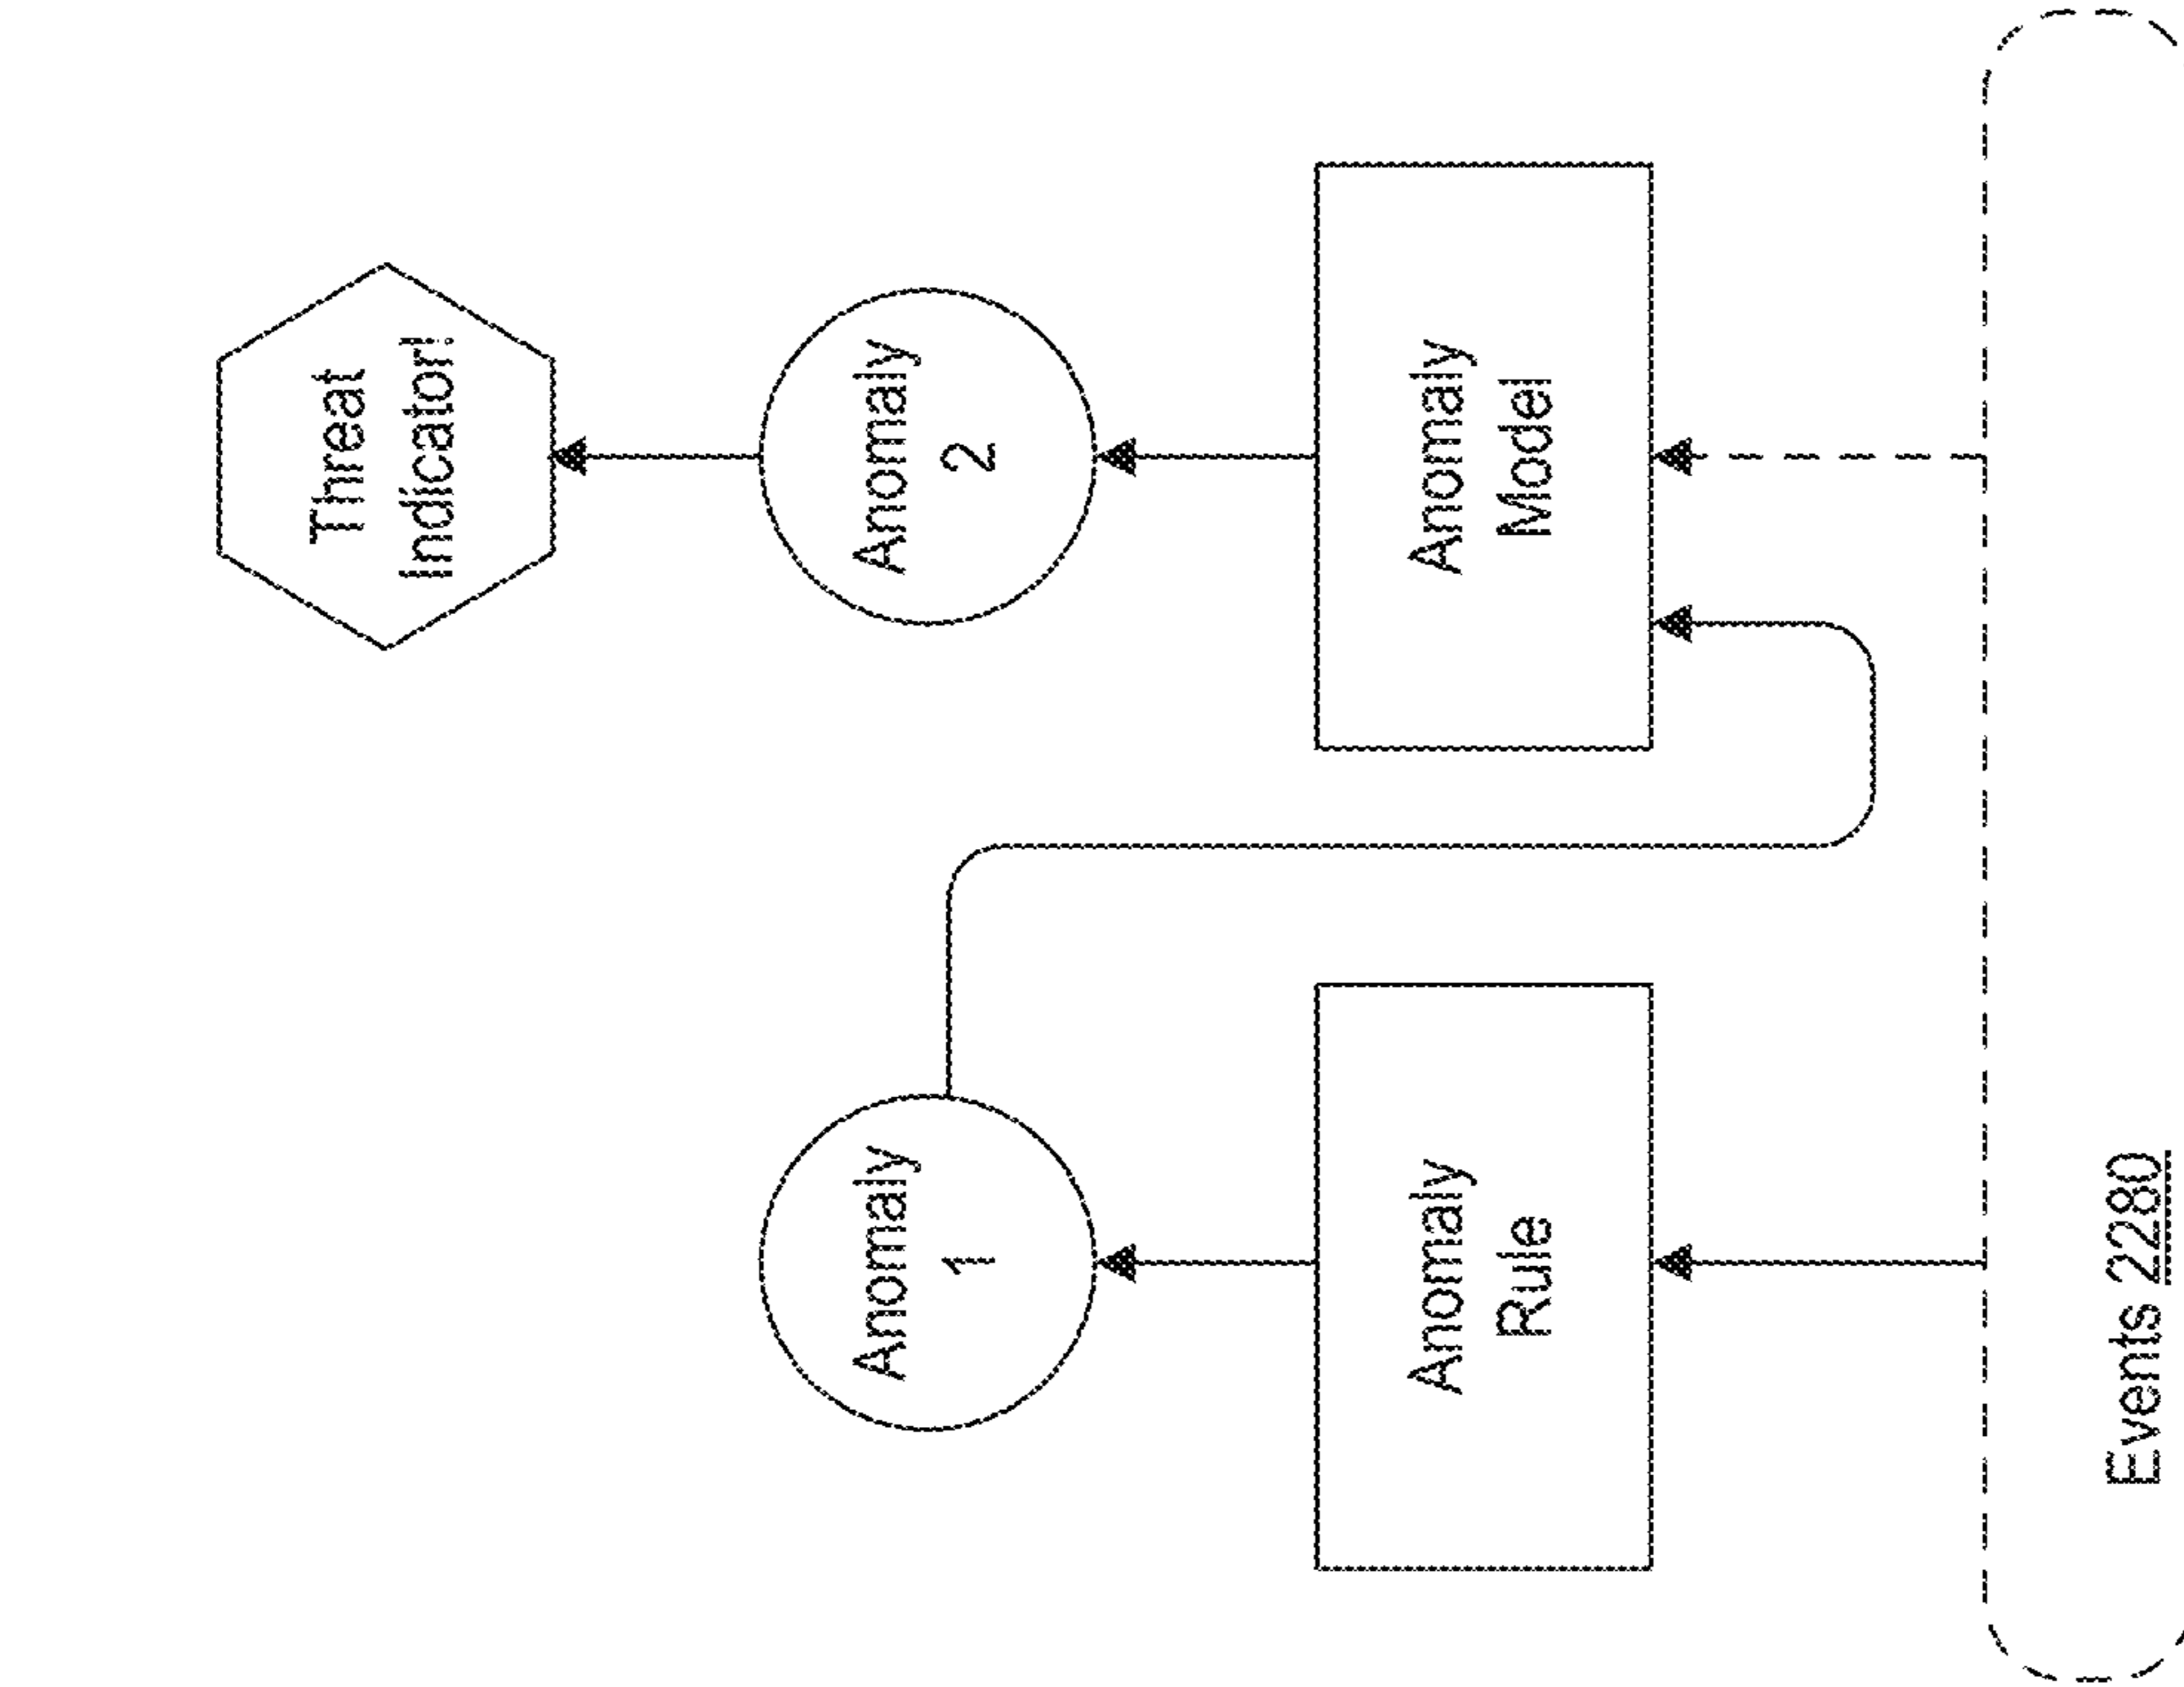 Threat
Indicator
Anomaly
1
Anomaly
2
Anomaly
Rule
Anomaly
Model
Events 2280